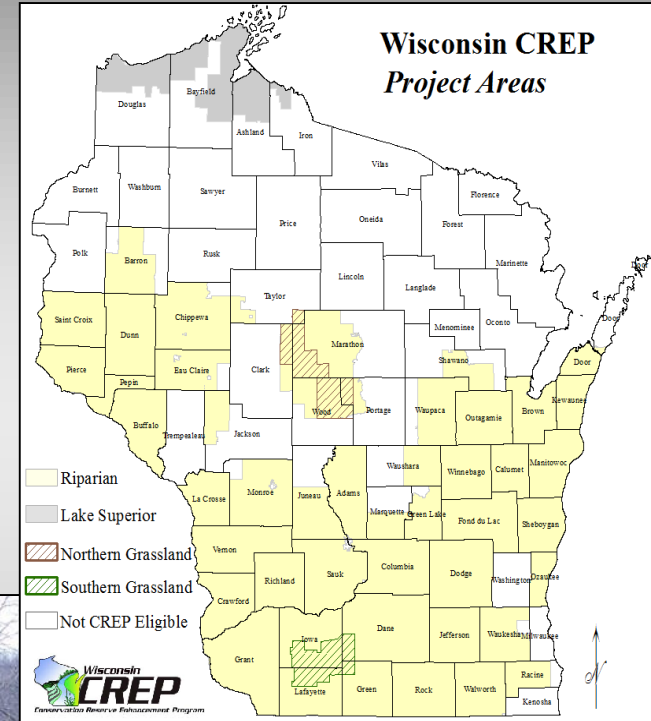 Wisconsin CREP
Project Areas
Douglas
Bayfield
Ashland
Iron
Vilas
Burnett
Washburn
Sawyer
Price
Oneida
Florence
Forest
Marinette
Polk
Barron
Rusk
Lincoln
Langlade
Door
Taylor
Menominee
Oconto
Door
Saint Croix
Dunn
Chippewa
Marathon
Shawano
Door
Pierce
Eau Claire
Clark
Pepin
Kewaunee
Buffalo
Trempealeau
Jackson
Wood
Portage
Waupaca
Outagamie
Brown
Waushara
Winnebago
Calumet
Manitowoc
La Crosse
Monroe
Juneau
Adams
Marquette
Green Lake
Fond du Lac
Sheboygan
Vernon
Richland
Sauk
Columbia
Dodge
Washington
Ozaukee
Crawford
Iowa
Dane
Jefferson
Waukesha
Milwaukee
Grant
Lafayette
Green
Rock
Walworth
Racine
Kenosha
Riparian
Lake Superior
Northern Grassland
Southern Grassland
Not CREP Eligible
Wisconsin
CREP
Conservation Reserve Enhancement Program
N